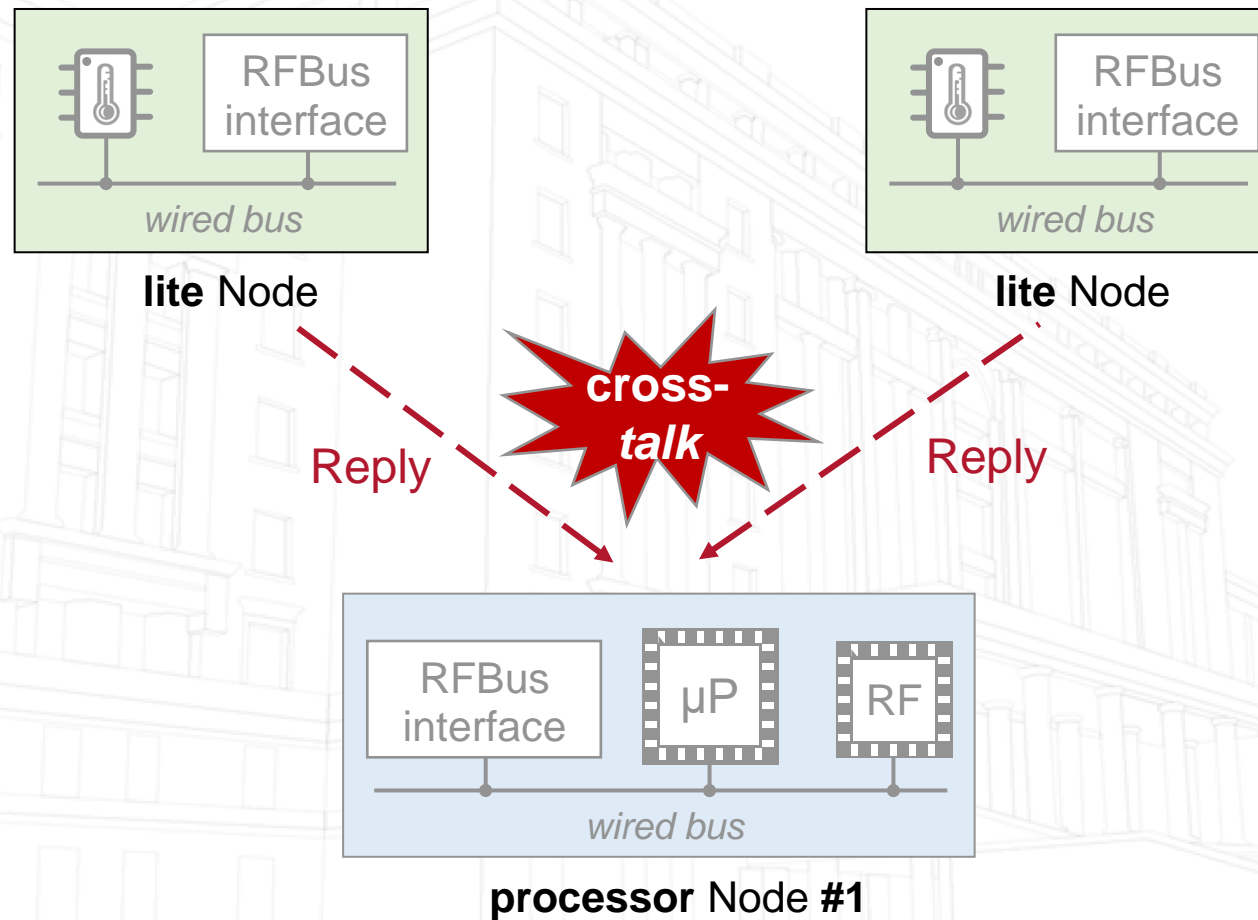 RFBus
interface
wired bus
lite Node
RFBus
interface
wired bus
lite Node
cross-
talk
Reply
Reply
RFBus
interface
µP
RF
wired bus
processor Node #1